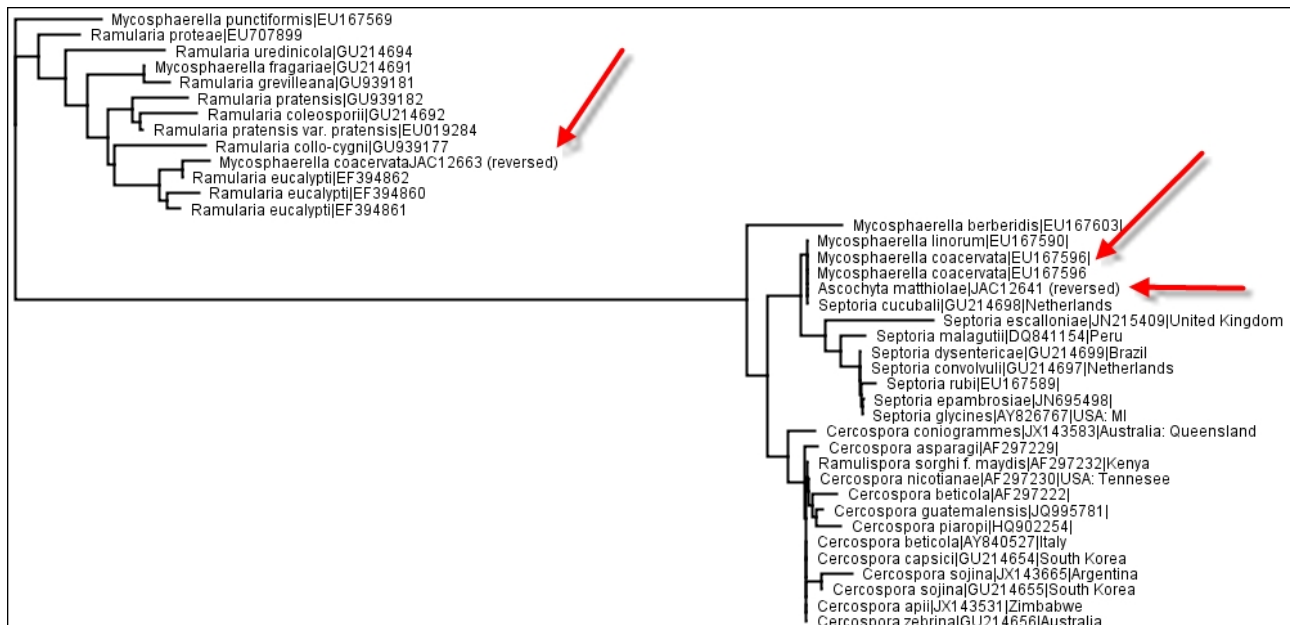 Mycosphaerella punctiformis|EU167569
Ramularia proteae|EU707899
Ramularia uredinicola|GU214694
Mycosphaerella fragariae|GU214691
Ramularia grevilleana|GU939181
Ramularia pratensis|GU939182
Ramularia coleosporii|GU214692
Ramularia pratensis var. pratensis|EU019284
Ramularia collo-cygni|GU939177
Mycosphaerella coacervataJAC12663 (reversed)
Ramularia eucalypti|EF394862
Ramularia eucalypti|EF394860
Ramularia eucalypti|EF394861
Mycosphaerella berberidis|EU167603|
Mycosphaerella linorum|EU167590|
Mycosphaerella coacervata|EU167596|
Mycosphaerella coacervata|EU167596
Ascochyta matthiolae|JAC12641 (reversed)
Septoria cucubali|GU214698|Netherlands
Septoria escalloniae|JN215409|United Kingdom
Septoria malagutii|DQ841154|Peru
Septoria dysentericae|GU214699|Brazil
Septoria convolvuli|GU214697|Netherlands
Septoria rubi|EU167589|
Septoria epambrosiae|JN695498|
Septoria glycines|AY826767|USA: MI
Cercospora coniogrammes|JX143583|Australia: Queensland
Cercospora asparagi|AF297229|
Ramulispora sorghi f. maydis|AF297232|Kenya
Cercospora nicotianae|AF297230|USA: Tennesee
Cercospora beticola|AF297222|
Cercospora guatemalensis|JQ995781|
Cercospora piaropi|HQ902254|
Cercospora beticola|AY840527|Italy
Cercospora capsici|GU214654|South Korea
Cercospora sojina|JX143665|Argentina
Cercospora sojina|GU214655|South Korea
Cercospora apii|JX143531|Zimbabwe
Cercospora zebrina|GU214656|Australia